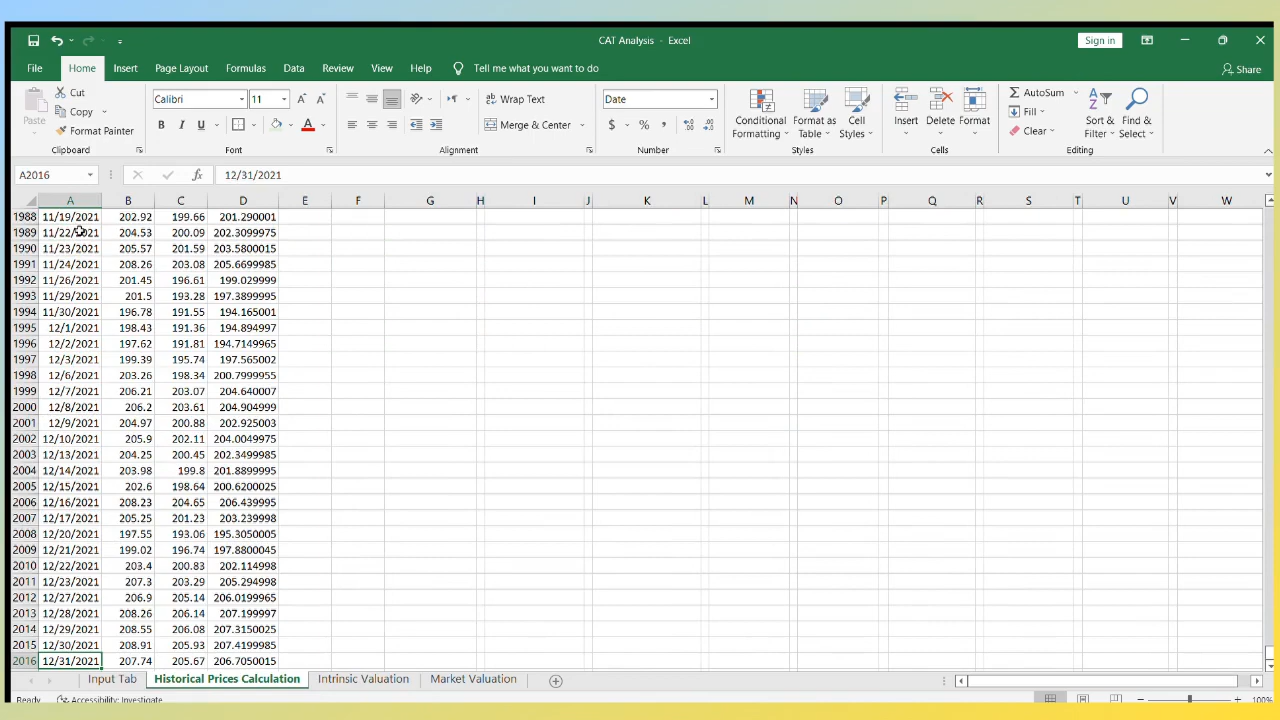 CAT Analysis - Excel
Sign in
File Home Insert Page Layout Formulas Data Review View Help Tell me what you want to do Share
Paste
Cut
Copy
Format Painter
Clipboard
Calibri 11
B I U
Font
Wrap Text
Merge & Center
Alignment
Date
$ % ,
Number
Conditional Formatting
Format as Table
Cell Styles
Styles
Insert Delete Format
Cells
AutoSum
Fill
Clear
Sort & Filter
Find & Select
Editing
A2016 fx 12/31/2021
A B C D E F G H I J K L M N O P Q R S T U V W
1988 11/19/2021 202.92 199.66 201.290001
1989 11/22/2021 204.53 200.09 202.3099975
1990 11/23/2021 205.57 201.59 203.5800015
1991 11/24/2021 208.26 203.08 205.6699985
1992 11/26/2021 201.45 196.61 199.029999
1993 11/29/2021 201.5 193.28 197.3899995
1994 11/30/2021 196.78 191.55 194.165001
1995 12/1/2021 198.43 191.36 194.894997
1996 12/2/2021 197.62 191.81 194.7149965
1997 12/3/2021 199.39 195.74 197.565002
1998 12/6/2021 203.26 198.34 200.7999955
1999 12/7/2021 206.21 203.07 204.640007
2000 12/8/2021 206.2 203.61 204.904999
2001 12/9/2021 204.97 200.88 202.925003
2002 12/10/2021 205.9 202.11 204.0049975
2003 12/13/2021 204.25 200.45 202.3499985
2004 12/14/2021 203.98 199.8 201.8899995
2005 12/15/2021 202.6 198.64 200.6200025
2006 12/16/2021 208.23 204.65 206.439995
2007 12/17/2021 205.25 201.23 203.239998
2008 12/20/2021 197.55 193.06 195.3050005
2009 12/21/2021 199.02 196.74 197.8800045
2010 12/22/2021 203.4 200.83 202.114998
2011 12/23/2021 207.3 203.29 205.294998
2012 12/27/2021 206.9 205.14 206.0199965
2013 12/28/2021 208.26 206.14 207.199997
2014 12/29/2021 208.55 206.08 207.3150025
2015 12/30/2021 208.91 205.93 207.4199985
2016 12/31/2021 207.74 205.67 206.7050015
Input Tab Historical Prices Calculation Intrinsic Valuation Market Valuation
Ready Accessibility: Investigate 100%